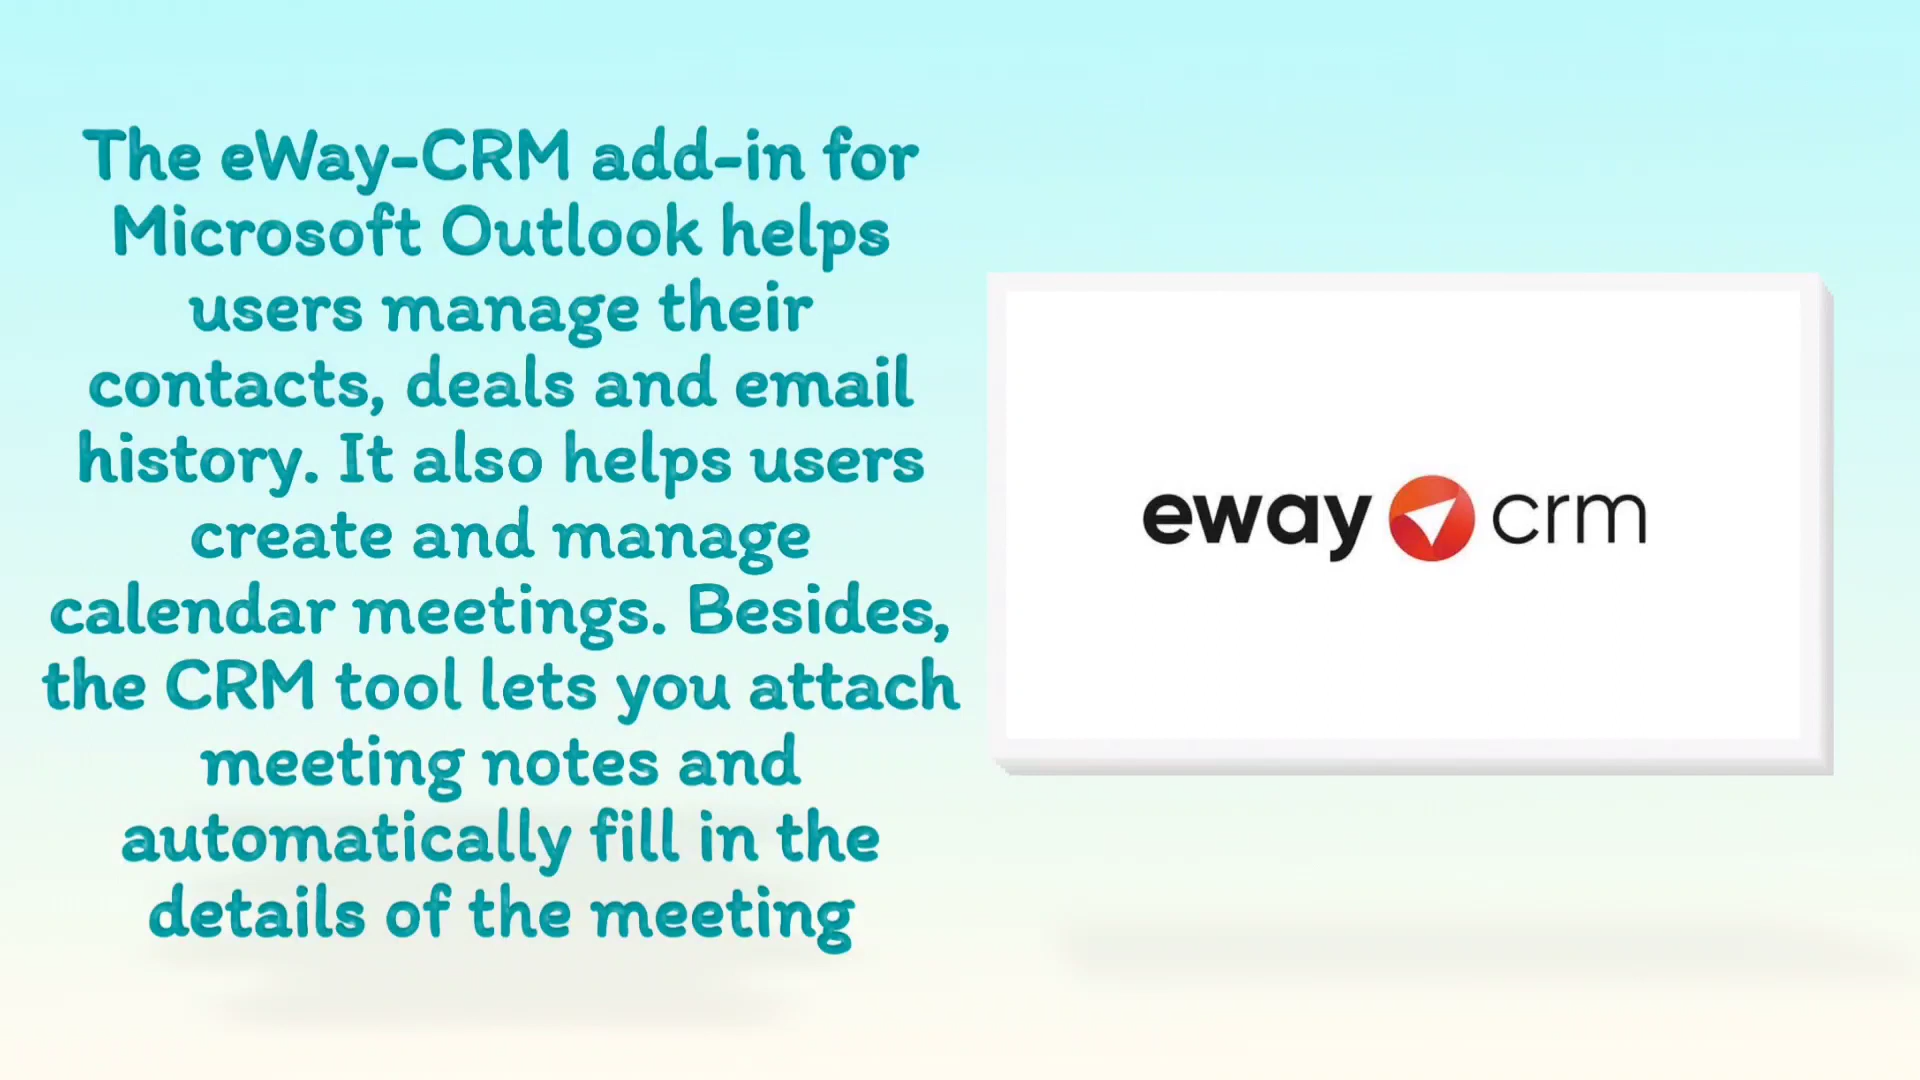 The eWay-CRM add-in for
Microsoft Outlook helps
users manage their
contacts, deals and email
history. It also helps users
create and manage
calendar meetings. Besides,
the CRM tool lets you attach
meeting notes and
automatically fill in the
details of the meeting
eway crm